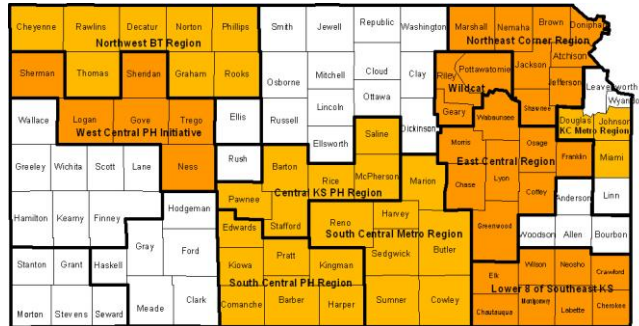 Cheyenne Rawlins Decatur Norton Phillips Smith Jewell Republic Washington Marshall Nemaha Brown Doniphan
Northwest BT Region Northeast Corner Region
Sherman Thomas Sheridan Graham Rooks Osborne Mitchell Cloud Clay Riley Pottawatomie Jackson Atchison
Jefferson Leavenworth
Wyandotte
Ottawa Wildcat
Wallace Logan Gove Trego Ellis Russell Lincoln Dickinson Geary Wabaunsee Shawnee Douglas Johnson
West Central PH Initiative KC Metro Region
Ellsworth Saline Morris Osage Franklin Miami
Greeley Wichita Scott Lane Ness Rush Barton Rice McPherson Marion Chase Lyon East Central Region
Central KS PH Region
Coffey Anderson Linn
Hamilton Kearny Finney Hodgeman Pawnee Stafford Reno Harvey Greenwood Woodson Allen Bourbon
South Central Metro Region
Gray Ford Edwards Sedgwick Butler
Stanton Grant Haskell Kiowa Pratt Kingman Elk Wilson Neosho Crawford
South Central PH Region Lower 8 of Southeast KS
Morton Stevens Seward Meade Clark Comanche Barber Harper Sumner Cowley Chautauqua Montgomery Labette Cherokee